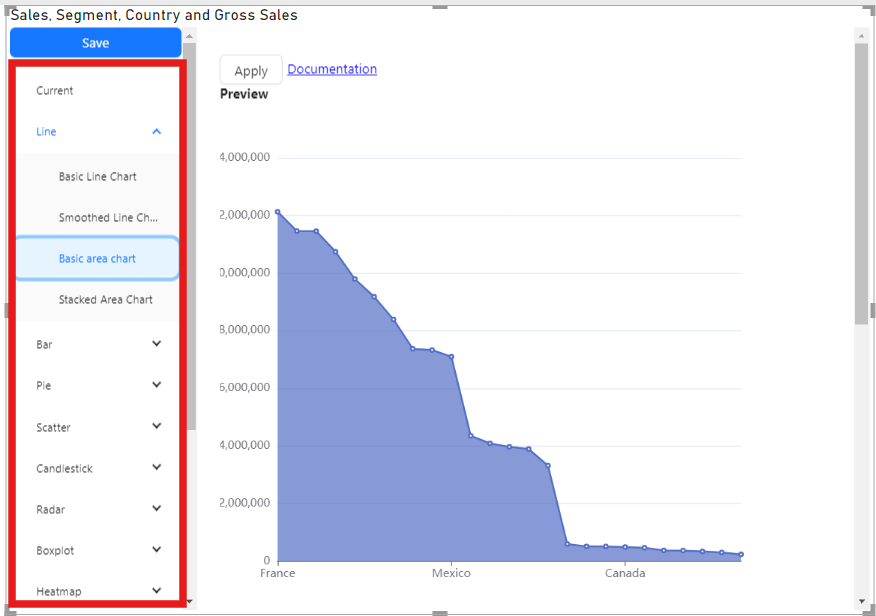 Sales, Segment, Country and Gross Sales
Save
Current
Line
Basic Line Chart
Smoothed Line Ch...
Basic area chart
Stacked Area Chart
Bar
Pie
Scatter
Candlestick
Radar
Boxplot
Heatmap
Apply Documentation
Preview
4,000,000
2,000,000
0,000,000
8,000,000
6,000,000
4,000,000
2,000,000
0
France Mexico Canada